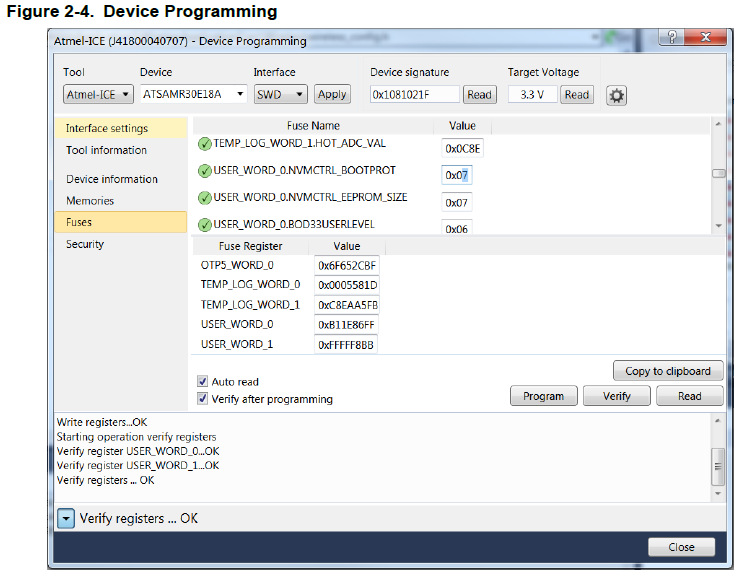 Figure 2-4. Device Programming
Atmel-ICE (J41800040707) - Device Programming
Tool Device Interface Device signature Target Voltage
Atmel-ICE ATSAMR30E18A SWD Apply 0x1081021F Read 3.3 V Read
Interface settings
Tool information
Device information
Memories
Fuses
Security
Fuse Name Value
TEMP_LOG_WORD_1.HOT_ADC_VAL 0x0C8E
USER_WORD_0.NVMCTRL_BOOTPROT 0x07
USER_WORD_0.NVMCTRL_EEPROM_SIZE 0x07
USER_WORD_0.BOD33USERLEVEL 0x06
Fuse Register Value
OTP5_WORD_0 0x6F652CBF
TEMP_LOG_WORD_0 0x0005581D
TEMP_LOG_WORD_1 0xC8EAA5FB
USER_WORD_0 0xB11E86FF
USER_WORD_1 0xFFFFF8BB
Copy to clipboard
Auto read
Verify after programming
Program Verify Read
Write registers...OK
Starting operation verify registers
Verify register USER_WORD_0...OK
Verify register USER_WORD_1...OK
Verify registers ... OK
Verify registers ... OK
Close